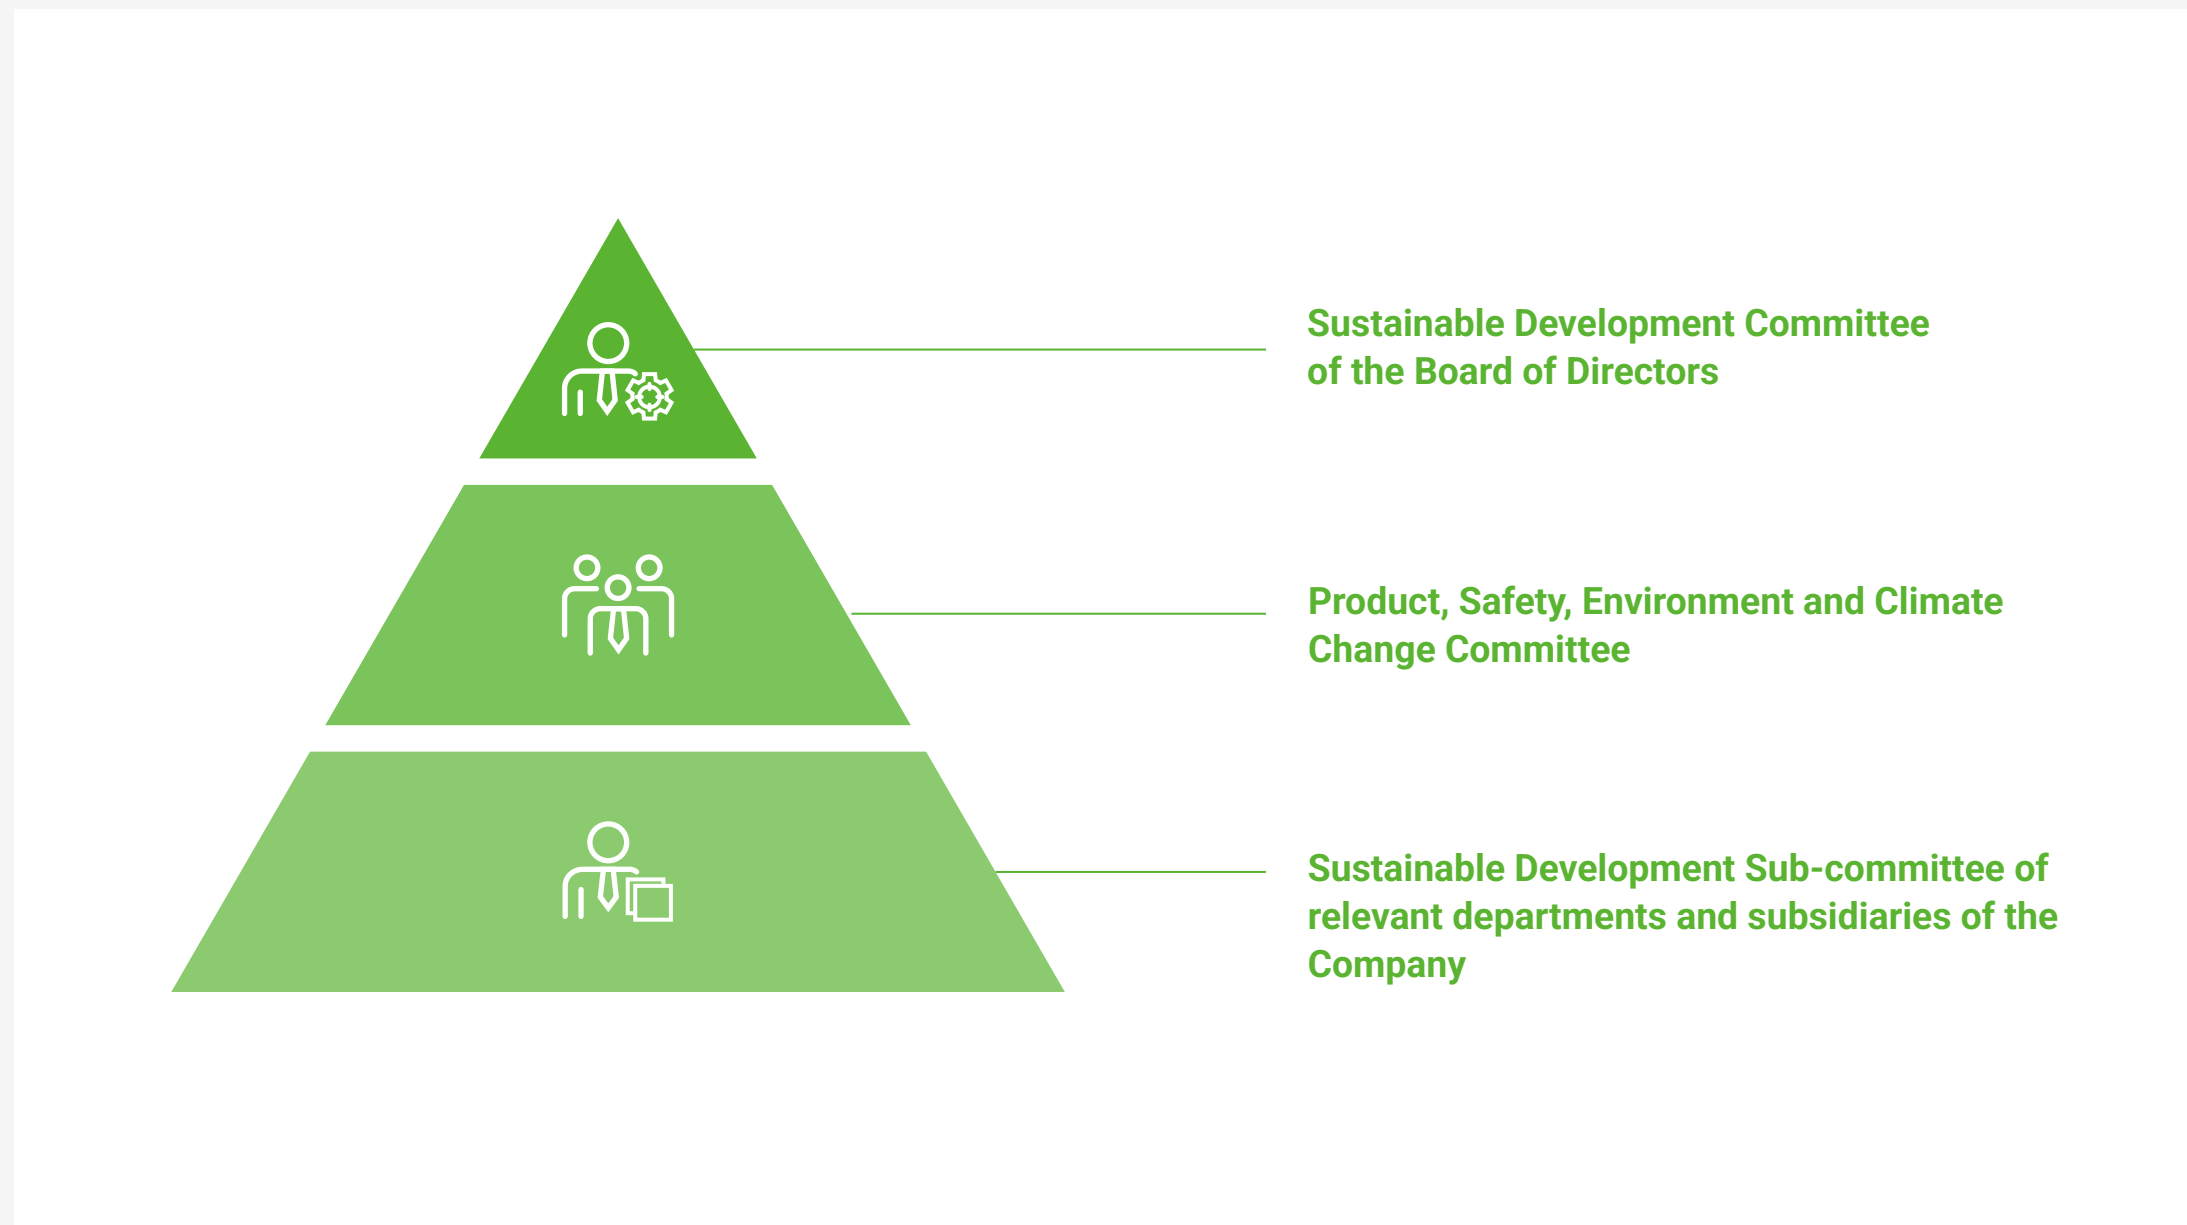 Sustainable Development Committee
of the Board of Directors
Product, Safety, Environment and Climate
Change Committee
Sustainable Development Sub-committee of
relevant departments and subsidiaries of the
Company